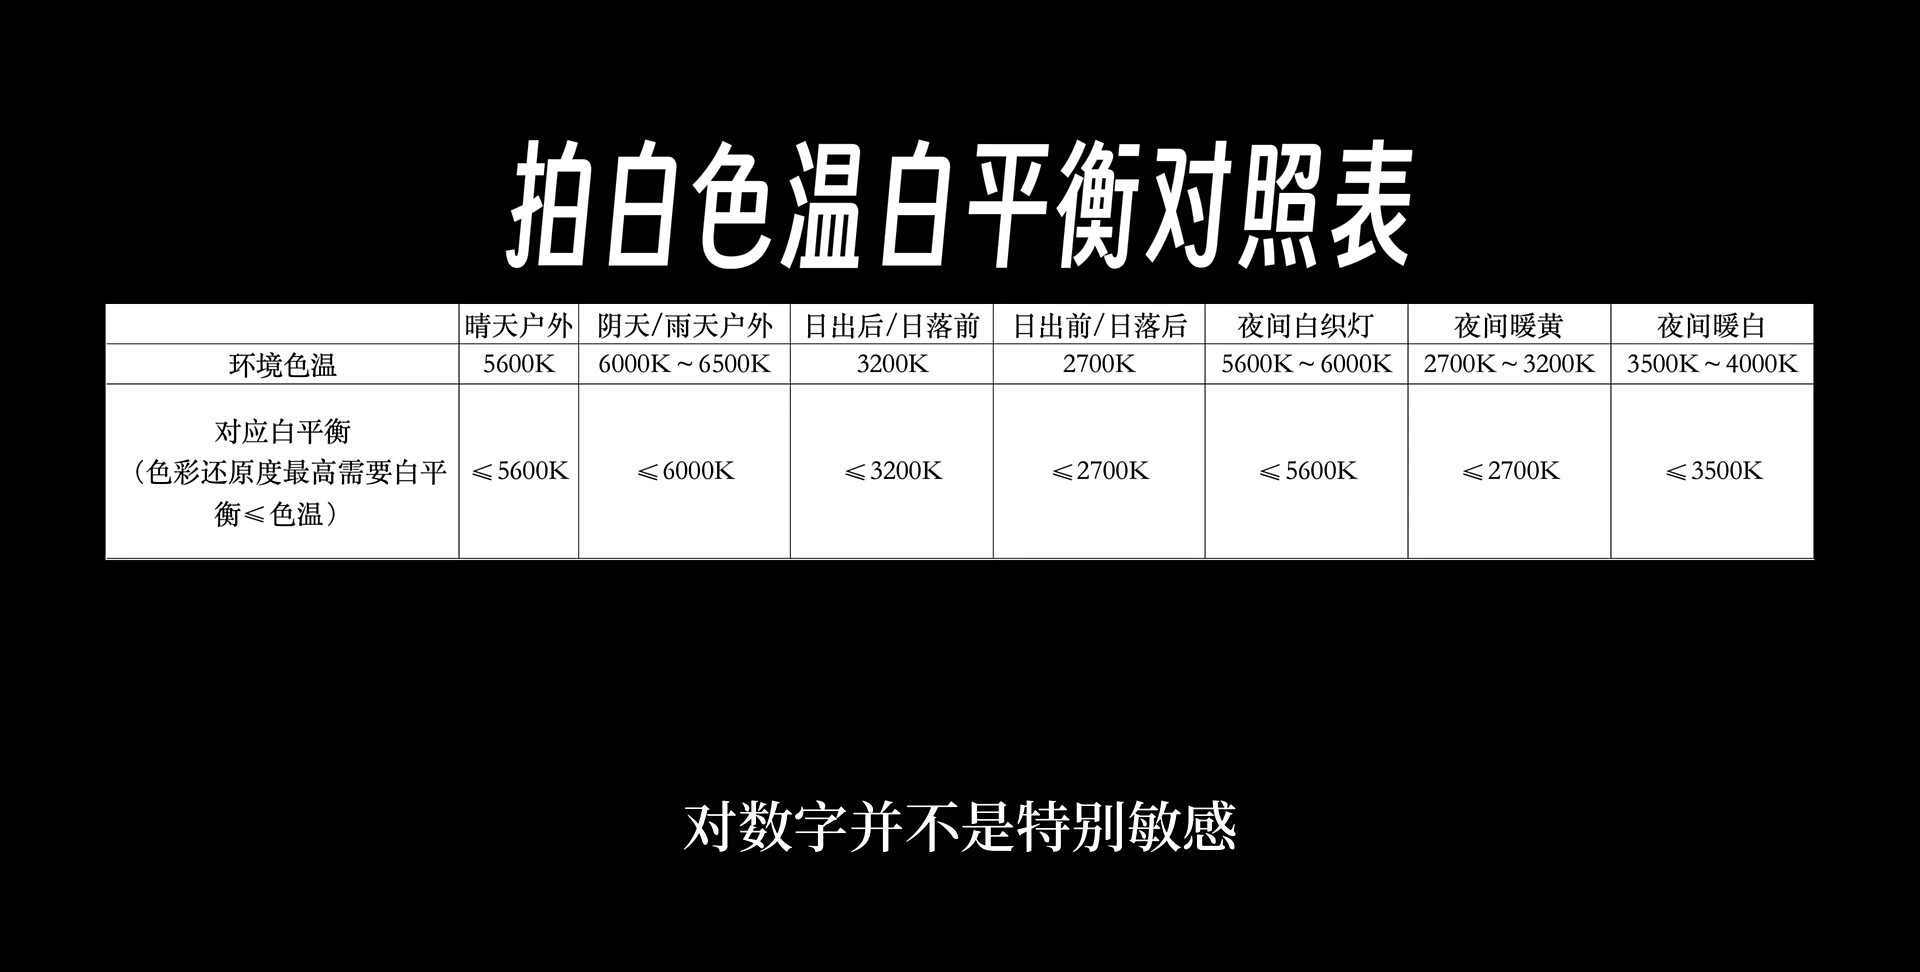 拍白色温白平衡对照表
晴天户外 阴天/雨天户外 日出后/日落前 日出前/日落后 夜间白织灯 夜间暖黄 夜间暖白
环境色温 5600K 6000K～6500K 3200K 2700K 5600K～6000K 2700K～3200K 3500K～4000K
对应白平衡
（色彩还原度最高需要白平
衡≤色温）
≤5600K ≤6000K ≤3200K ≤2700K ≤5600K ≤2700K ≤3500K
对数字并不是特别敏感